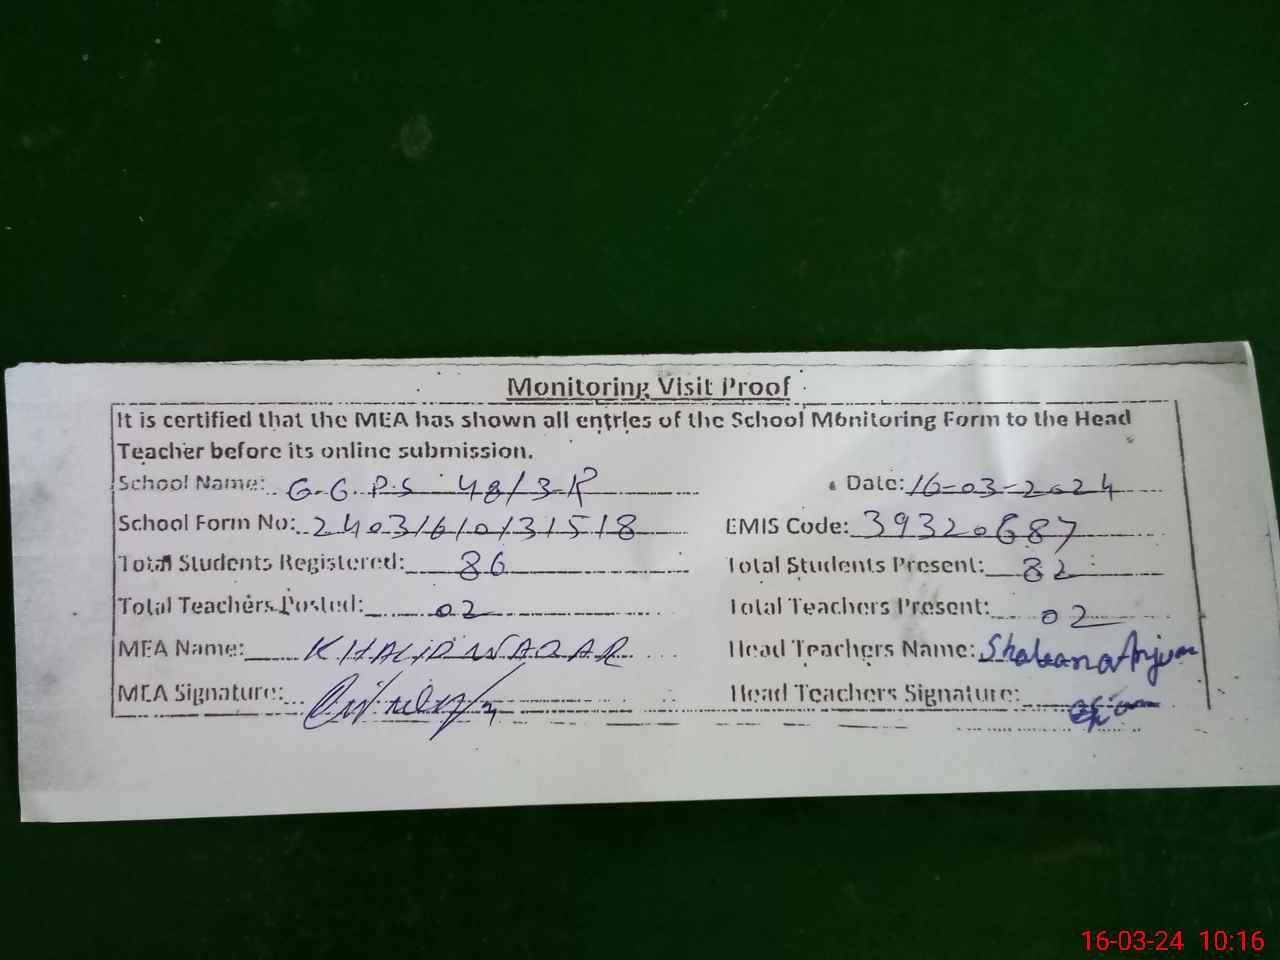 Monitoring Visit Proof
It is certified that the MEA has shown all entries of the School Monitoring Form to the Head
Teacher before its online submission.
School Name: G.G.P.S 48/3-R Date: 16-03-2024
School Form No: 2403161013/1518 EMIS Code: 39320687
Total Students Registered: 86 Total Students Present: 82
Total Teachers Posted: 02 Total Teachers Present: 02
MEA Name: KHALID WAQAR Head Teachers Name: Shabana Anjum
MEA Signature: Head Teachers Signature:
16-03-24 10:16